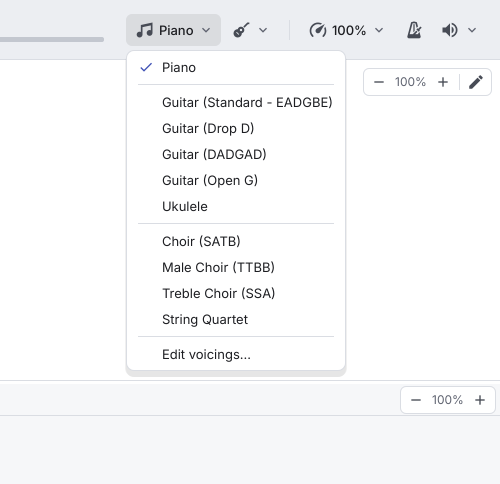 Piano
100%
Piano
100%
Guitar (Standard - EADGBE)
Guitar (Drop D)
Guitar (DADGAD)
Guitar (Open G)
Ukulele
Choir (SATB)
Male Choir (TTBB)
Treble Choir (SSA)
String Quartet
Edit voicings...
100%